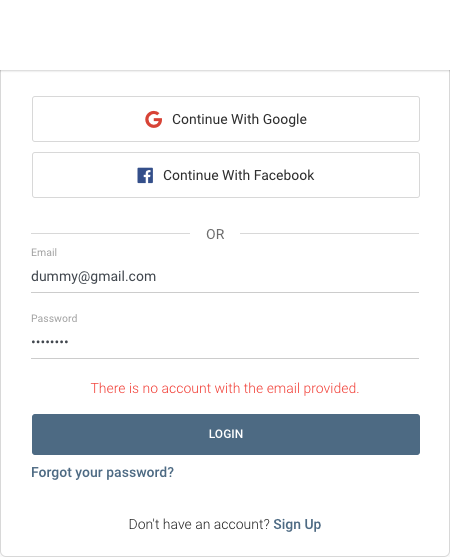 Continue With Google
Continue With Facebook
OR
Email
dummy@gmail.com
Password
••••••••
There is no account with the email provided.
LOGIN
Forgot your password?
Don't have an account? Sign Up